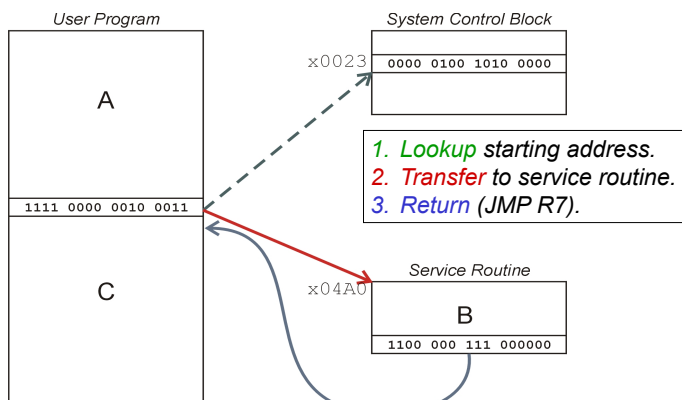 User Program
System Control Block
x0023
0000 0100 1010 0000
A
1. Lookup starting address.
2. Transfer to service routine.
3. Return (JMP R7).
1111 0000 0010 0011
Service Routine
x04A0
C
B
1100 000 111 000000